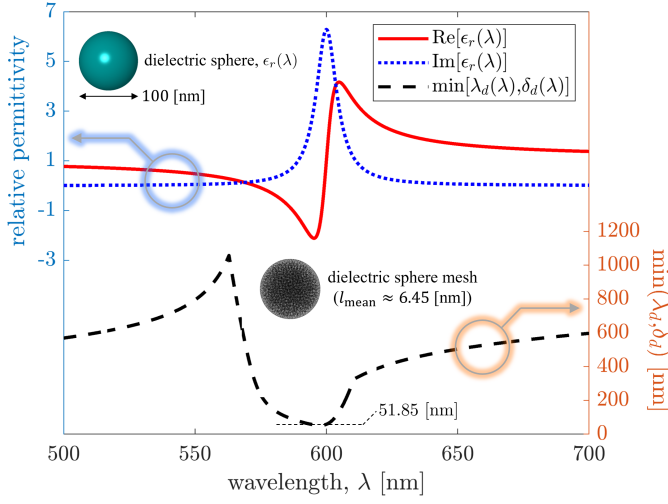 7
5
3
1
-1
-3
relative permittivity
dielectric sphere, ϵr(λ)
100 [nm]
Re[ϵr(λ)]
Im[ϵr(λ)]
min[λd(λ),δd(λ)]
dielectric sphere mesh
(lmean ≈ 6.45 [nm])
51.85 [nm]
1200
1000
800
600
400
200
0
min(λd,δd) [nm]
500
550
600
650
700
wavelength, λ [nm]